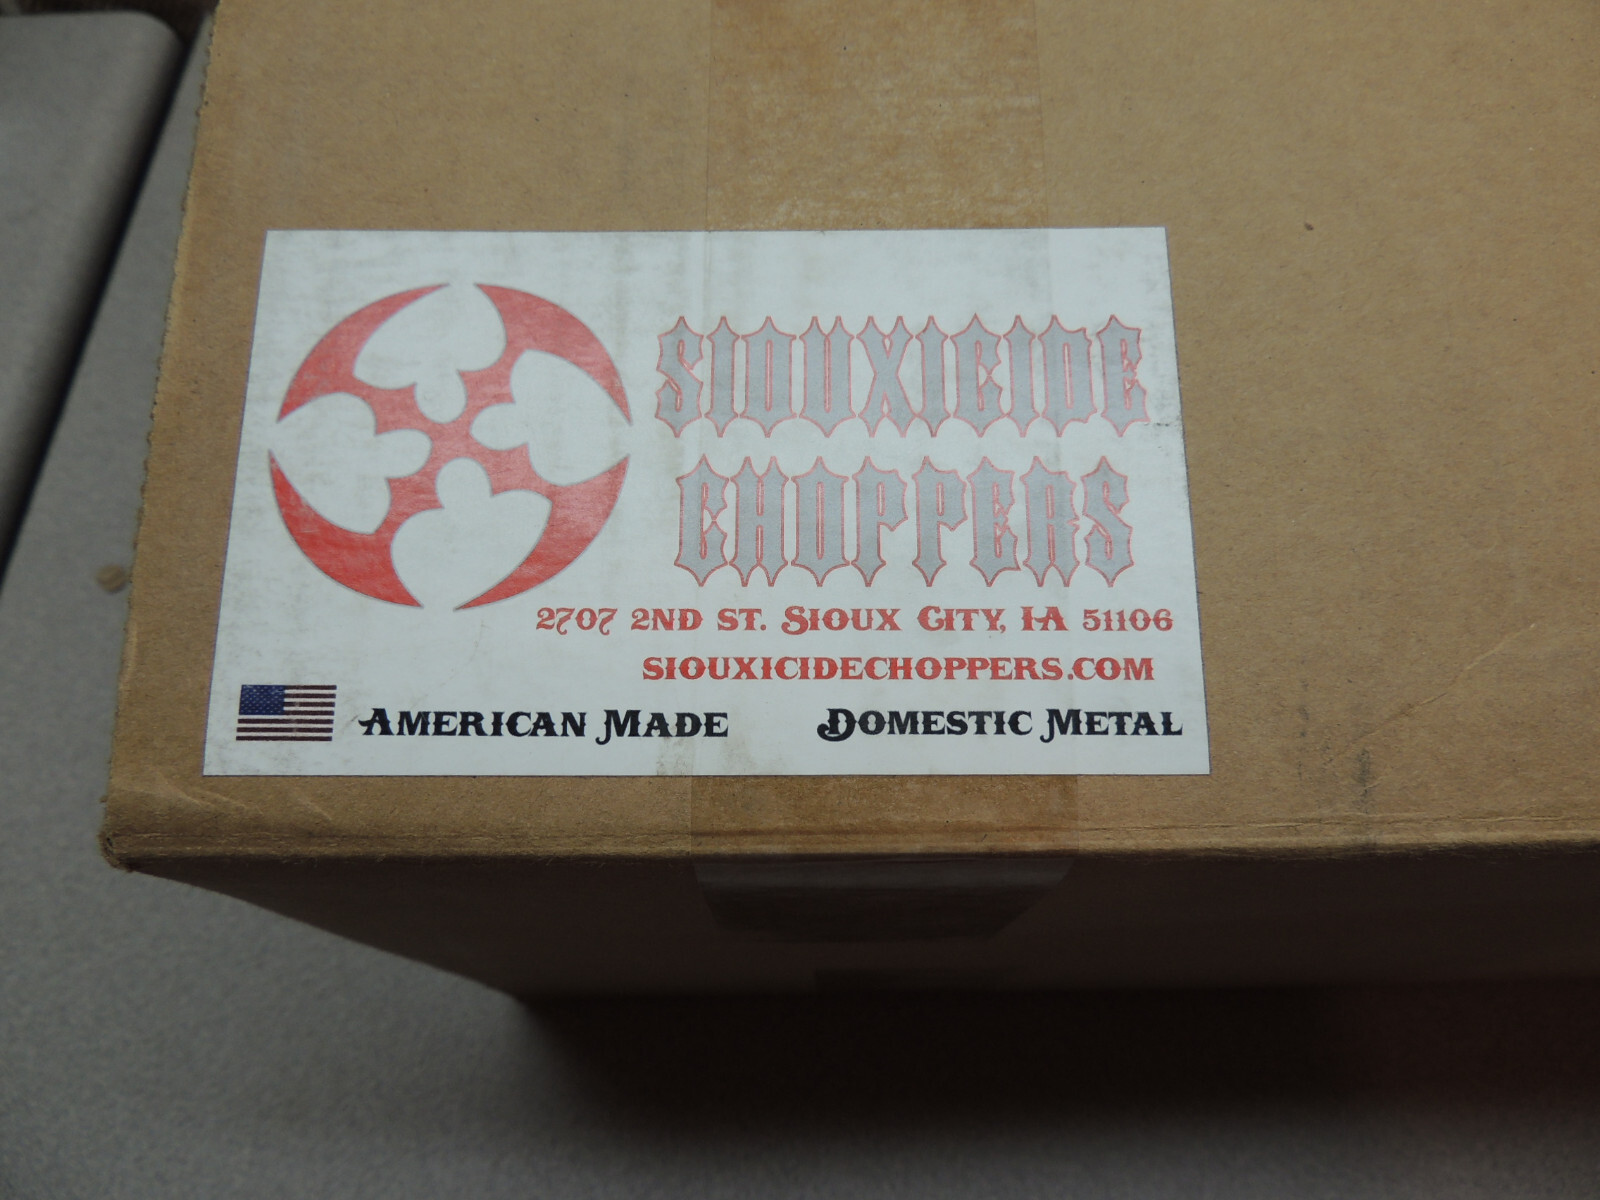 SIOUXICIDE
CHOPPERS
2707 2ND ST. SIOUX CITY, IA 51106
SIOUXICIDECHOPPERS.COM
AMERICAN MADE DOMESTIC METAL